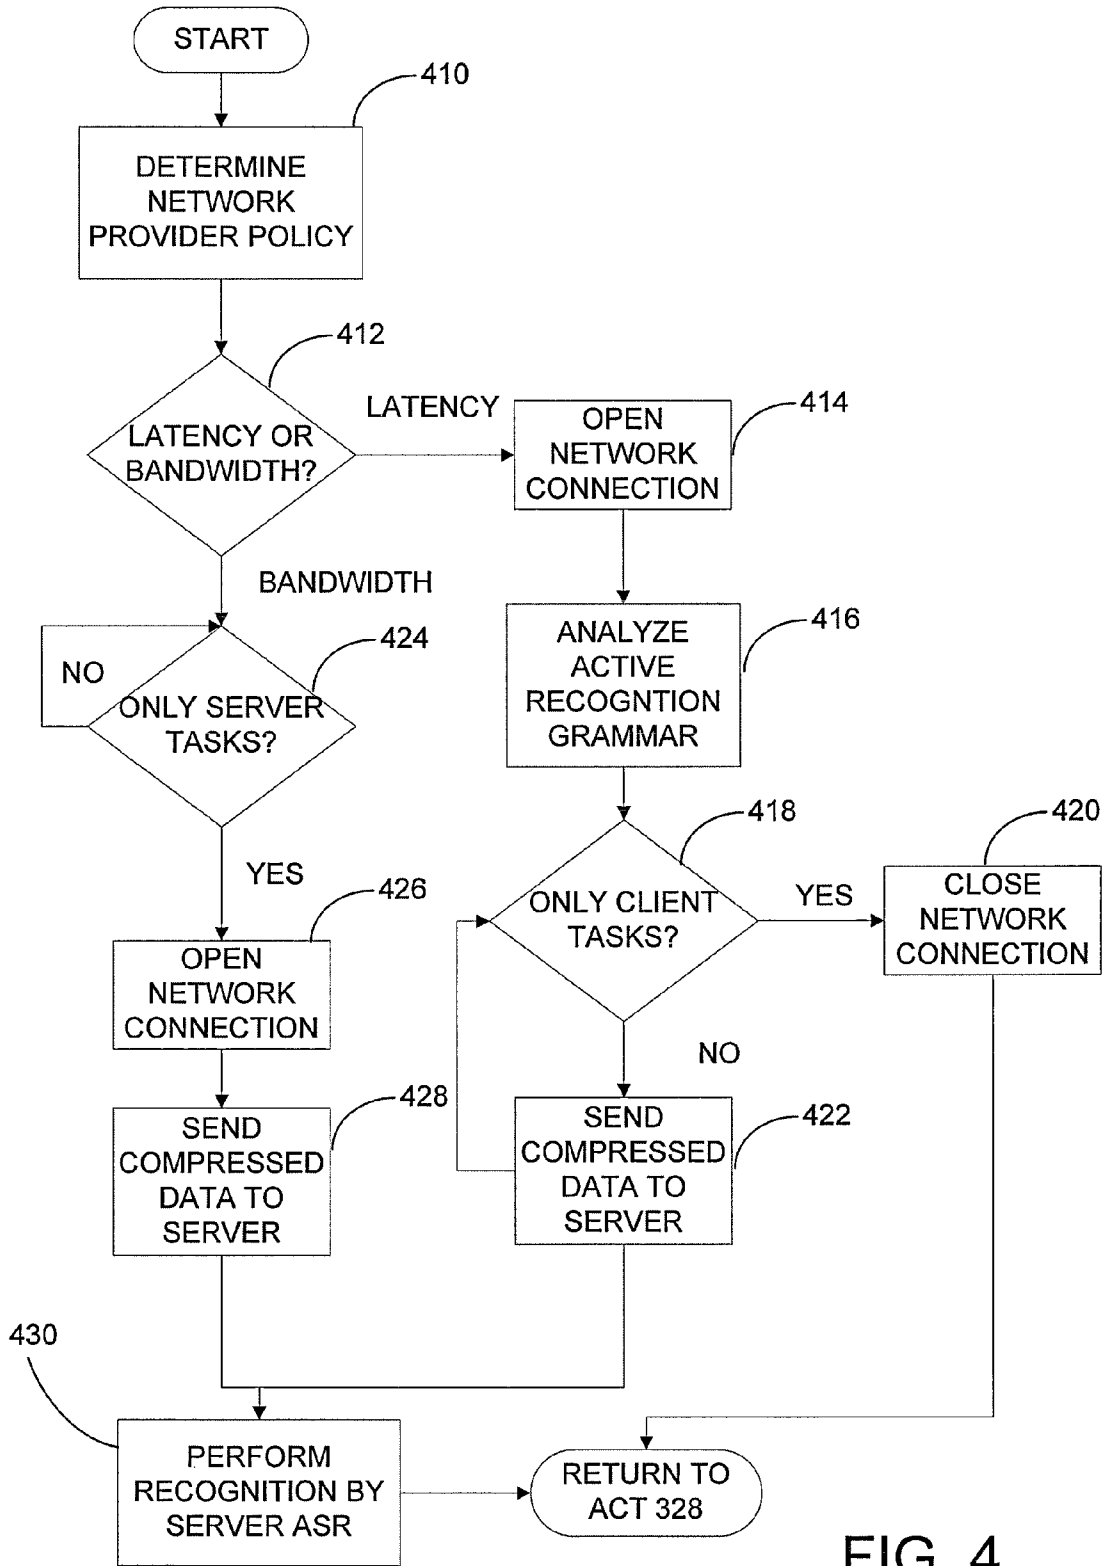 START
410
DETERMINE
NETWORK
PROVIDER POLICY
412
LATENCY OR
BANDWIDTH?
LATENCY
414
OPEN
NETWORK
CONNECTION
BANDWIDTH
416
ANALYZE
ACTIVE
RECOGNTION
GRAMMAR
424
NO
ONLY SERVER
TASKS?
418
ONLY CLIENT
TASKS?
YES
420
CLOSE
NETWORK
CONNECTION
YES
426
OPEN
NETWORK
CONNECTION
NO
428
SEND
COMPRESSED
DATA TO
SERVER
422
SEND
COMPRESSED
DATA TO
SERVER
430
PERFORM
RECOGNITION BY
SERVER ASR
RETURN TO
ACT 328
FIG. 4